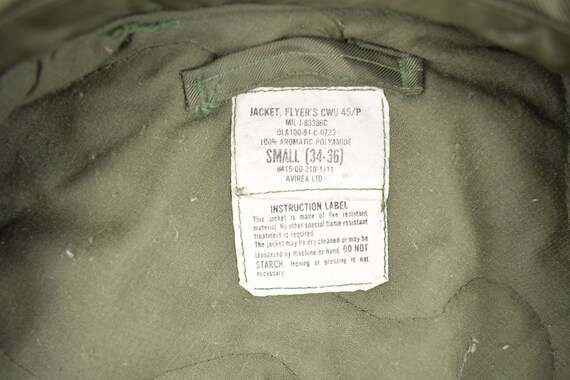 JACKET, FLYER'S CWU 45/P
MIL-J-83388C
DLA100-84-C-0723
100% AROMATIC POLYAMIDE
SMALL (34-36)
8415-00-310-1111
AVIREX LTD.
INSTRUCTION LABEL
This jacket is made of fire resistant
material. No other special flame resistant
treatment is required.
The jacket may be dry cleaned or may be
laundered by machine or hand. DO NOT
STARCH. Ironing or pressing is not
necessary.